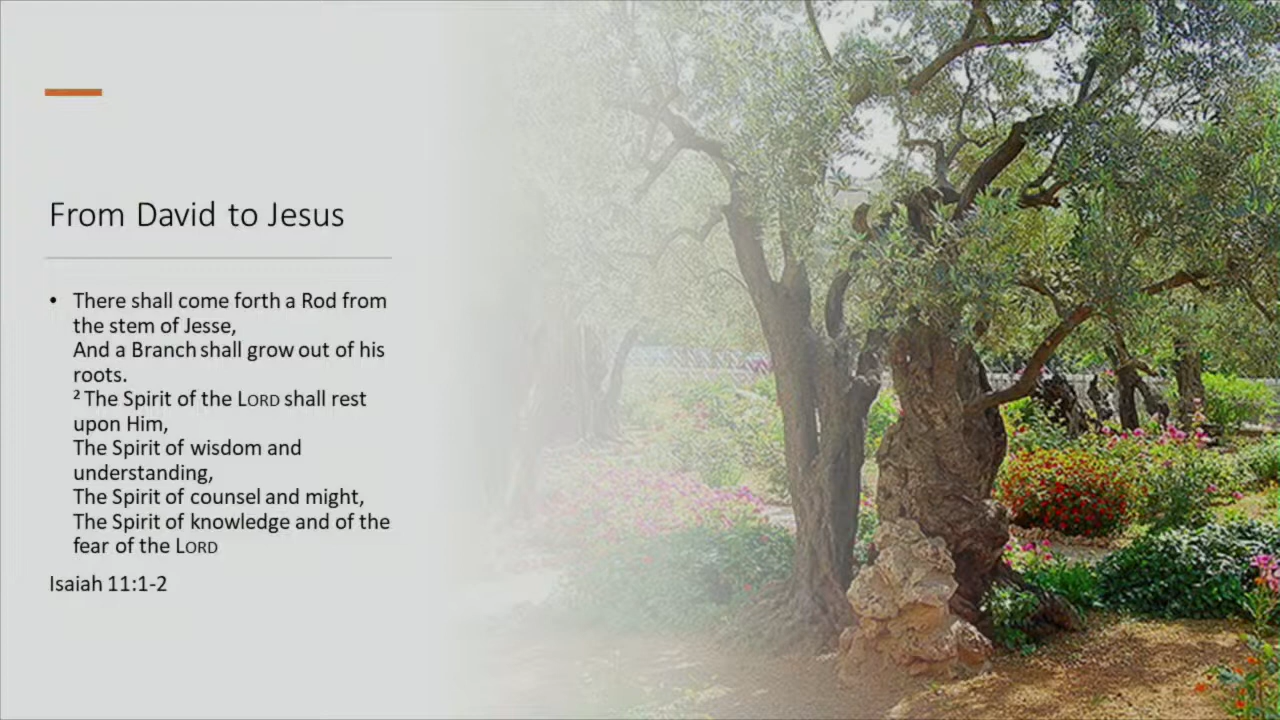 From David to Jesus
• There shall come forth a Rod from
the stem of Jesse,
And a Branch shall grow out of his
roots.
² The Spirit of the LORD shall rest
upon Him,
The Spirit of wisdom and
understanding,
The Spirit of counsel and might,
The Spirit of knowledge and of the
fear of the LORD
Isaiah 11:1-2